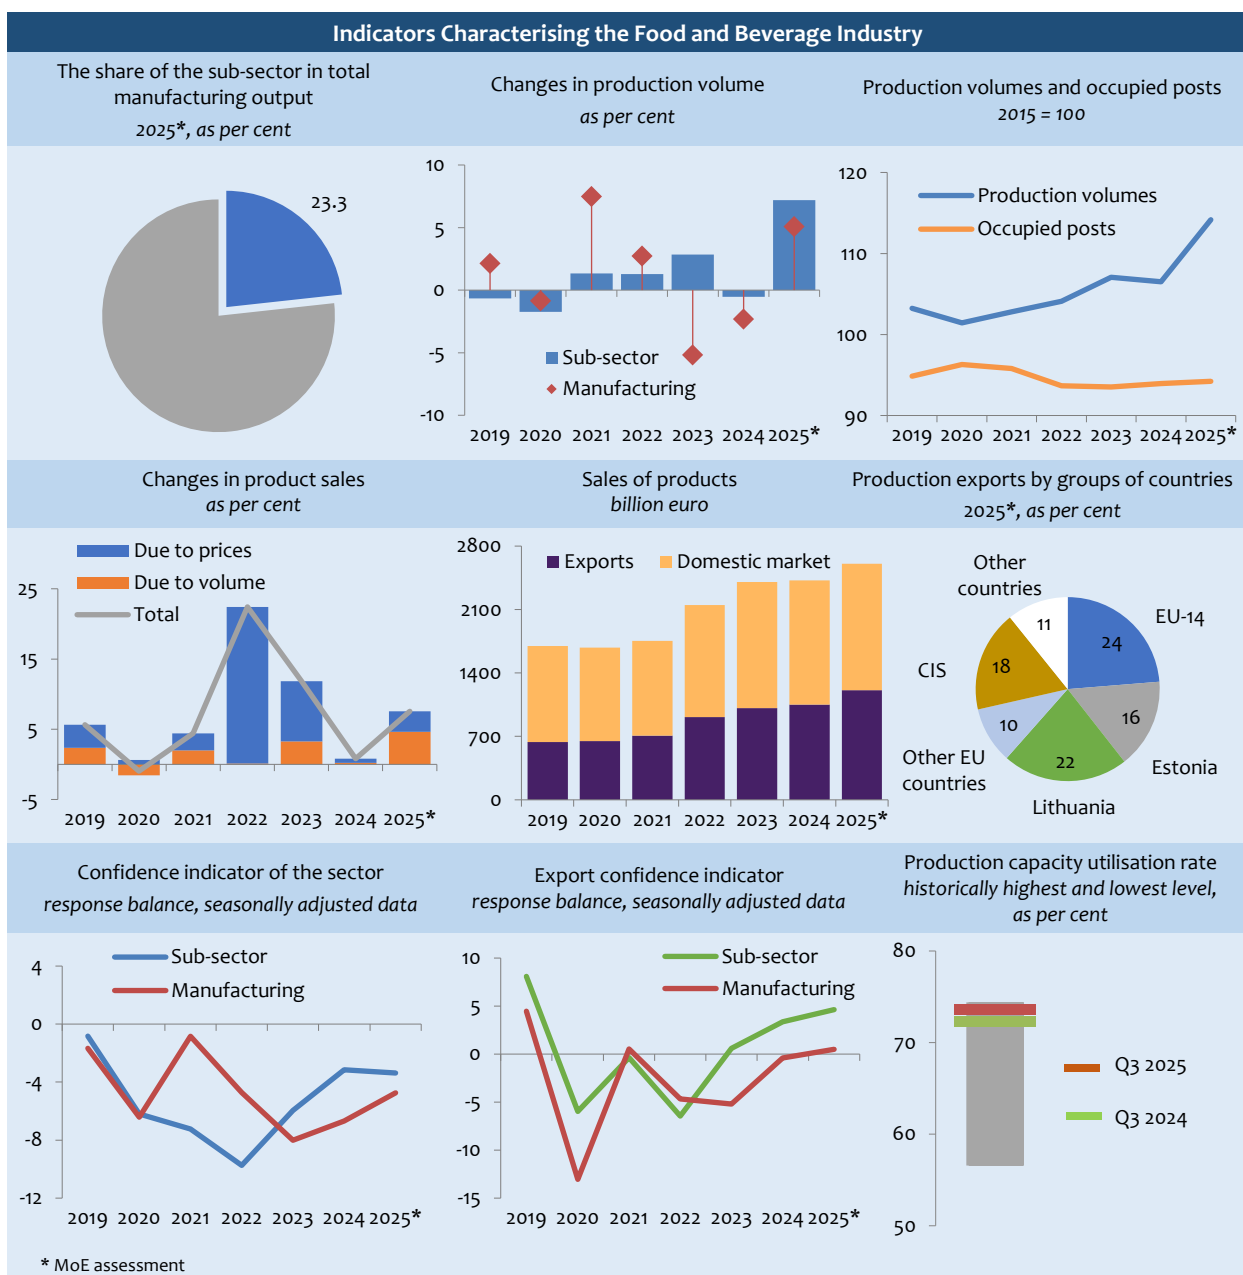 Indicators Characterising the Food and Beverage Industry
The share of the sub-sector in total
manufacturing output
2025*, as per cent
23.3
Changes in production volume
as per cent
10
5
0
-5
-10
Sub-sector
Manufacturing
2019 2020 2021 2022 2023 2024 2025*
Production volumes and occupied posts
2015 = 100
120
110
100
90
Production volumes
Occupied posts
2019 2020 2021 2022 2023 2024 2025*
Changes in product sales
as per cent
Due to prices
Due to volume
Total
25
15
5
-5
2019 2020 2021 2022 2023 2024 2025*
Sales of products
billion euro
2800
2100
1400
700
0
Exports Domestic market
2019 2020 2021 2022 2023 2024 2025*
Production exports by groups of countries
2025*, as per cent
Other
countries
11
EU-14
24
CIS
18
16
Estonia
Other EU
countries
10
22
Lithuania
Confidence indicator of the sector
response balance, seasonally adjusted data
4
0
-4
-8
-12
Sub-sector
Manufacturing
2019 2020 2021 2022 2023 2024 2025*
Export confidence indicator
response balance, seasonally adjusted data
10
5
0
-5
-10
-15
Sub-sector
Manufacturing
2019 2020 2021 2022 2023 2024 2025*
Production capacity utilisation rate
historically highest and lowest level,
as per cent
80
70
60
50
Q3 2025
Q3 2024
* MoE assessment